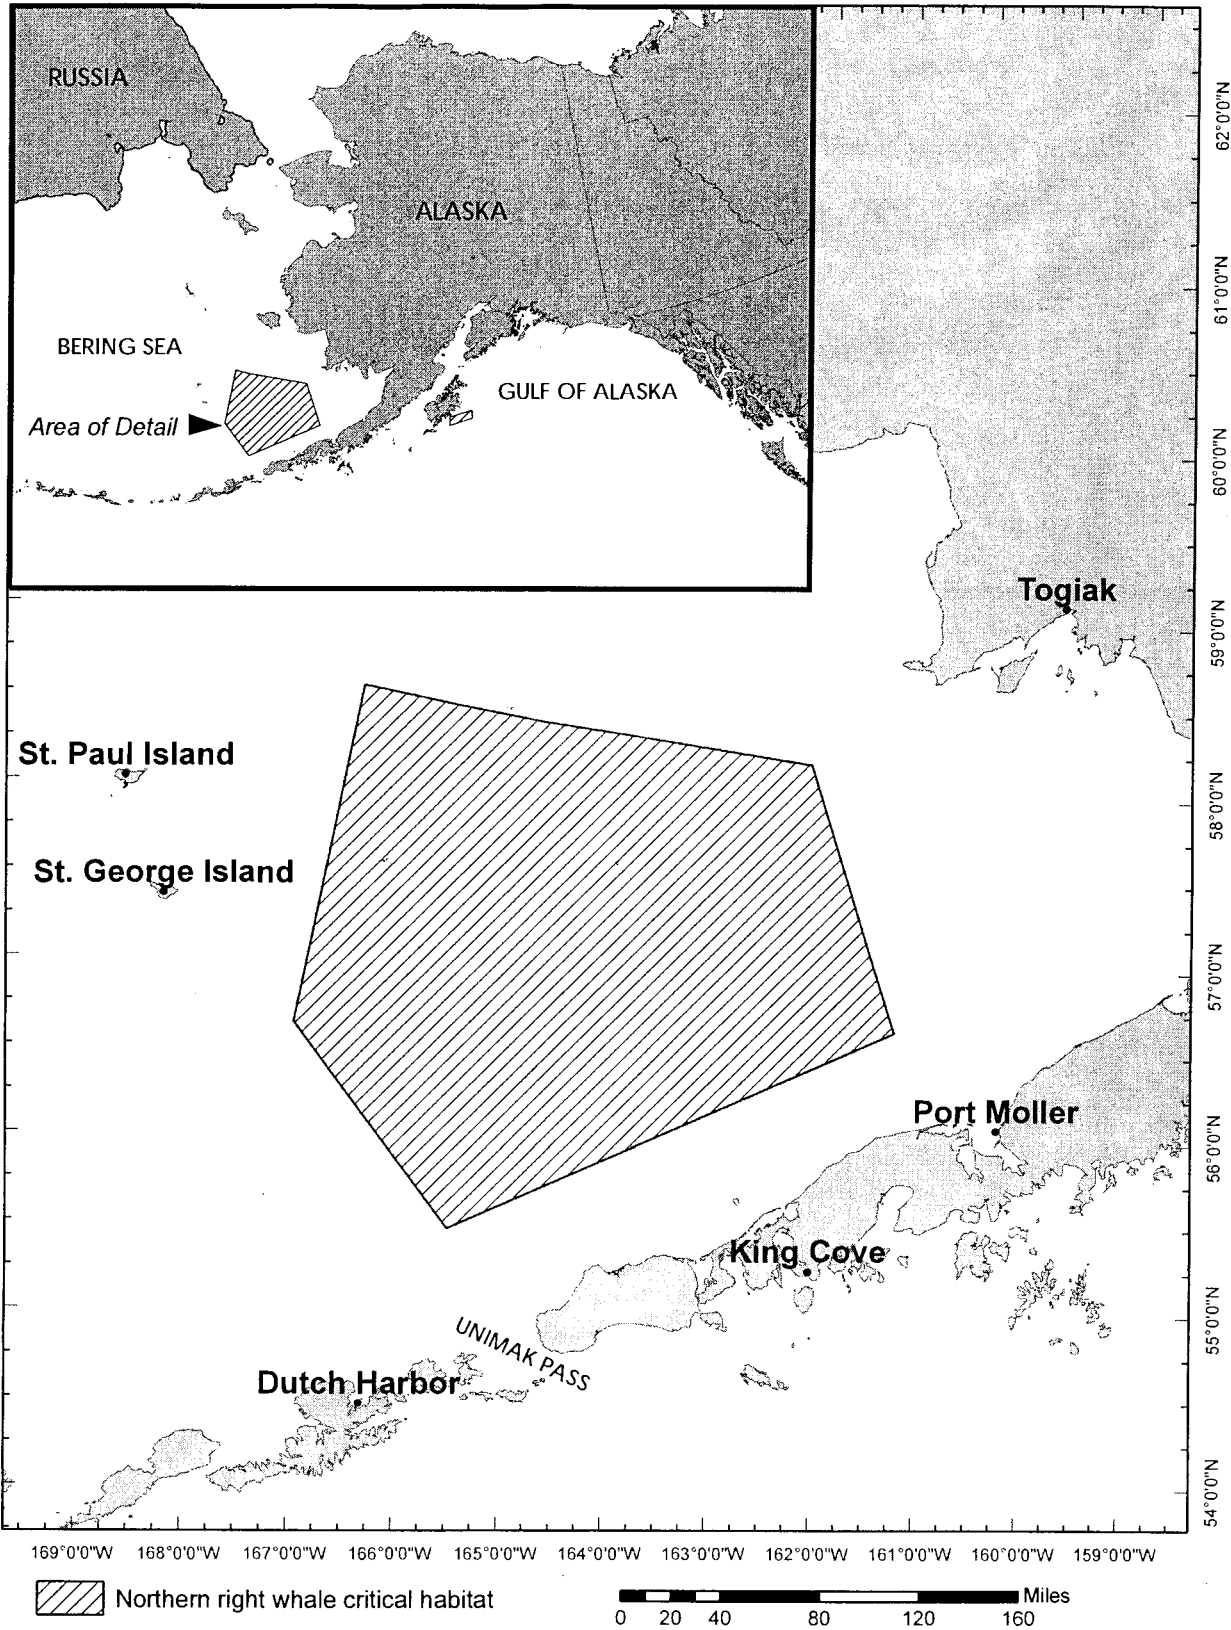 RUSSIA
ALASKA
BERING SEA
GULF OF ALASKA
Area of Detail
62°0'0"N
61°0'0"N
60°0'0"N
59°0'0"N
58°0'0"N
57°0'0"N
56°0'0"N
55°0'0"N
54°0'0"N
Togiak
St. Paul Island
St. George Island
Port Moller
King Cove
UNIMAK PASS
Dutch Harbor
169°0'0"W 168°0'0"W 167°0'0"W 166°0'0"W 165°0'0"W 164°0'0"W 163°0'0"W 162°0'0"W 161°0'0"W 160°0'0"W 159°0'0"W
Northern right whale critical habitat
Miles
0 20 40 80 120 160